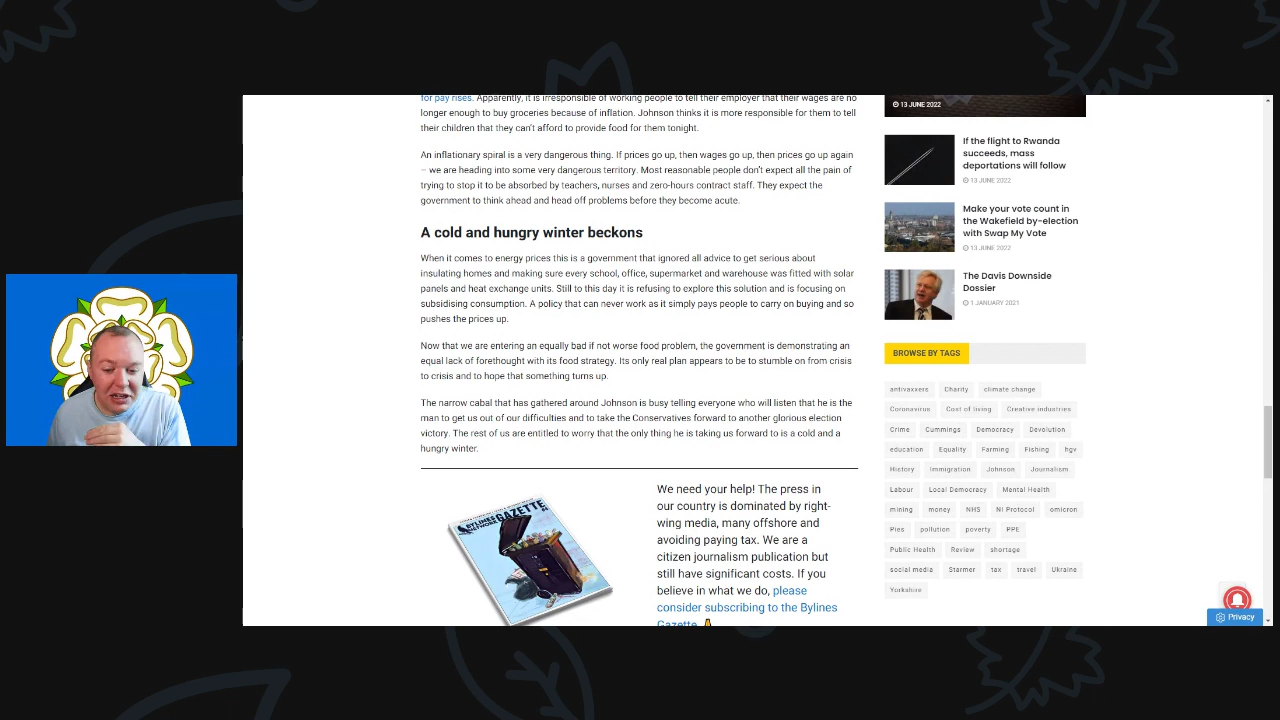 for pay rises. Apparently, it is irresponsible of working people to tell their employer that their wages are no
longer enough to buy groceries because of inflation. Johnson thinks it is more responsible for them to tell
their children that they can't afford to provide food for them tonight.
An inflationary spiral is a very dangerous thing. If prices go up, then wages go up, then prices go up again
– we are heading into some very dangerous territory. Most reasonable people don't expect all the pain of
trying to stop it to be absorbed by teachers, nurses and zero-hours contract staff. They expect the
government to think ahead and head off problems before they become acute.
A cold and hungry winter beckons
When it comes to energy prices this is a government that ignored all advice to get serious about
insulating homes and making sure every school, office, supermarket and warehouse was fitted with solar
panels and heat exchange units. Still to this day it is refusing to explore this solution and is focusing on
subsidising consumption. A policy that can never work as it simply pays people to carry on buying and so
pushes the prices up.
Now that we are entering an equally bad if not worse food problem, the government is demonstrating an
equal lack of forethought with its food strategy. Its only real plan appears to be to stumble on from crisis
to crisis and to hope that something turns up.
The narrow cabal that has gathered around Johnson is busy telling everyone who will listen that he is the
man to get us out of our difficulties and to take the Conservatives forward to another glorious election
victory. The rest of us are entitled to worry that the only thing he is taking us forward to is a cold and a
hungry winter.
GAZETTE
We need your help! The press in
our country is dominated by right-
wing media, many offshore and
avoiding paying tax. We are a
citizen journalism publication but
still have significant costs. If you
believe in what we do, please
consider subscribing to the Bylines
Gazette
13 JUNE 2022
If the flight to Rwanda
succeeds, mass
deportations will follow
13 JUNE 2022
Make your vote count in
the Wakefield by-election
with Swap My Vote
13 JUNE 2022
The Davis Downside
Dossier
1 JANUARY 2021
BROWSE BY TAGS
antivaxxers Charity climate change
Coronavirus Cost of living Creative industries
Crime Cummings Democracy Devolution
education Equality Farming Fishing hgv
History Immigration Johnson Journalism
Labour Local Democracy Mental Health
mining money NHS NI Protocol omicron
Pies pollution poverty PPE
Public Health Review shortage
social media Starmer tax travel Ukraine
Yorkshire
Privacy